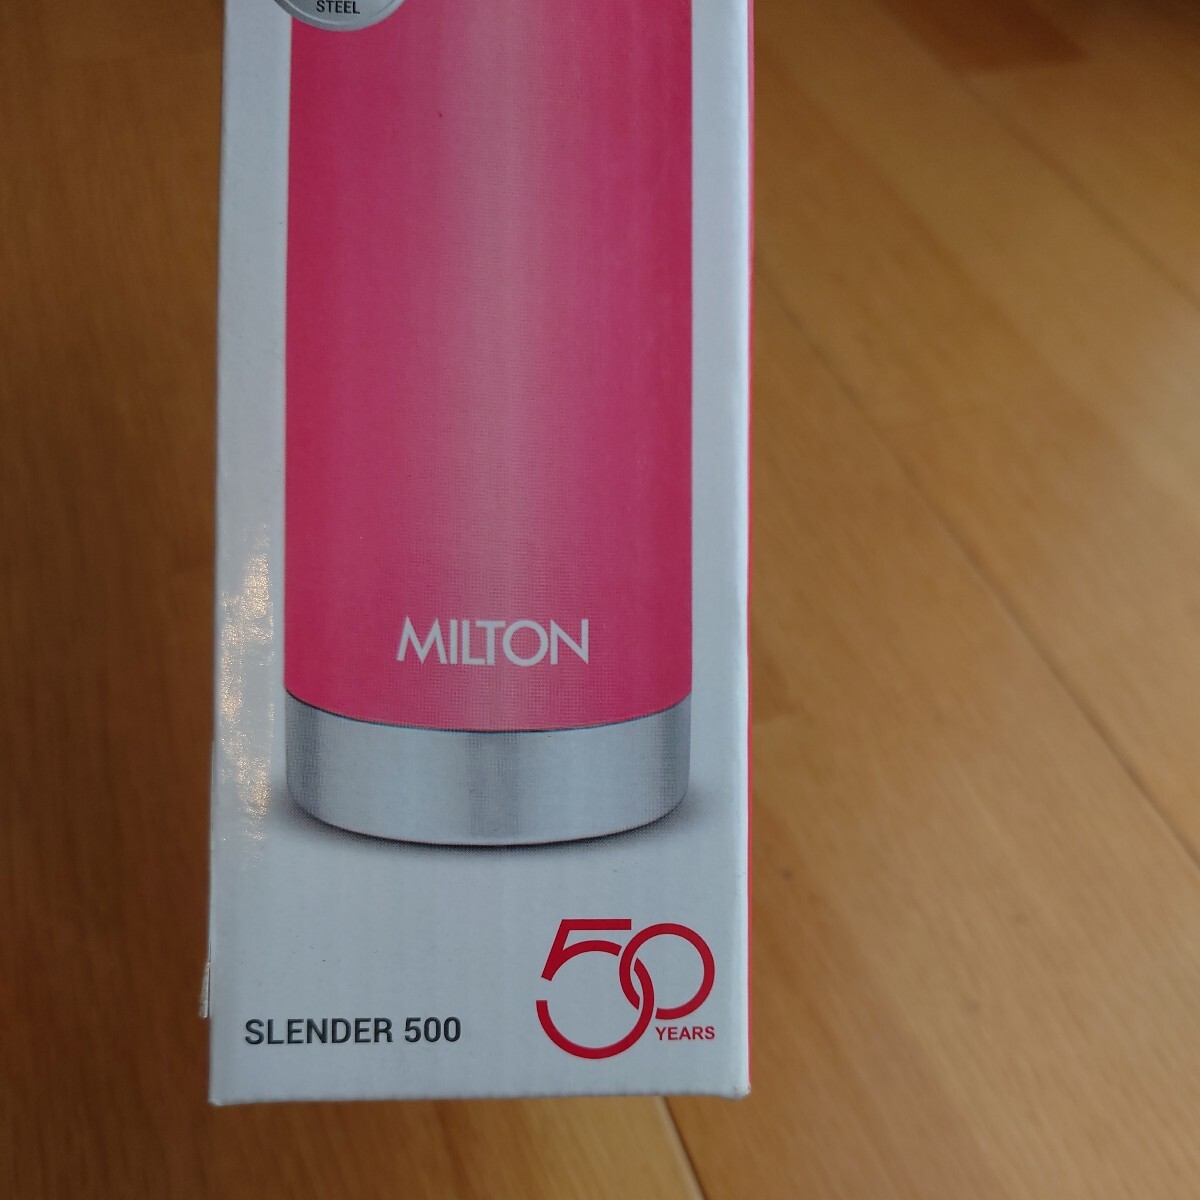 STEEL
MILTON
50
YEARS
SLENDER 500